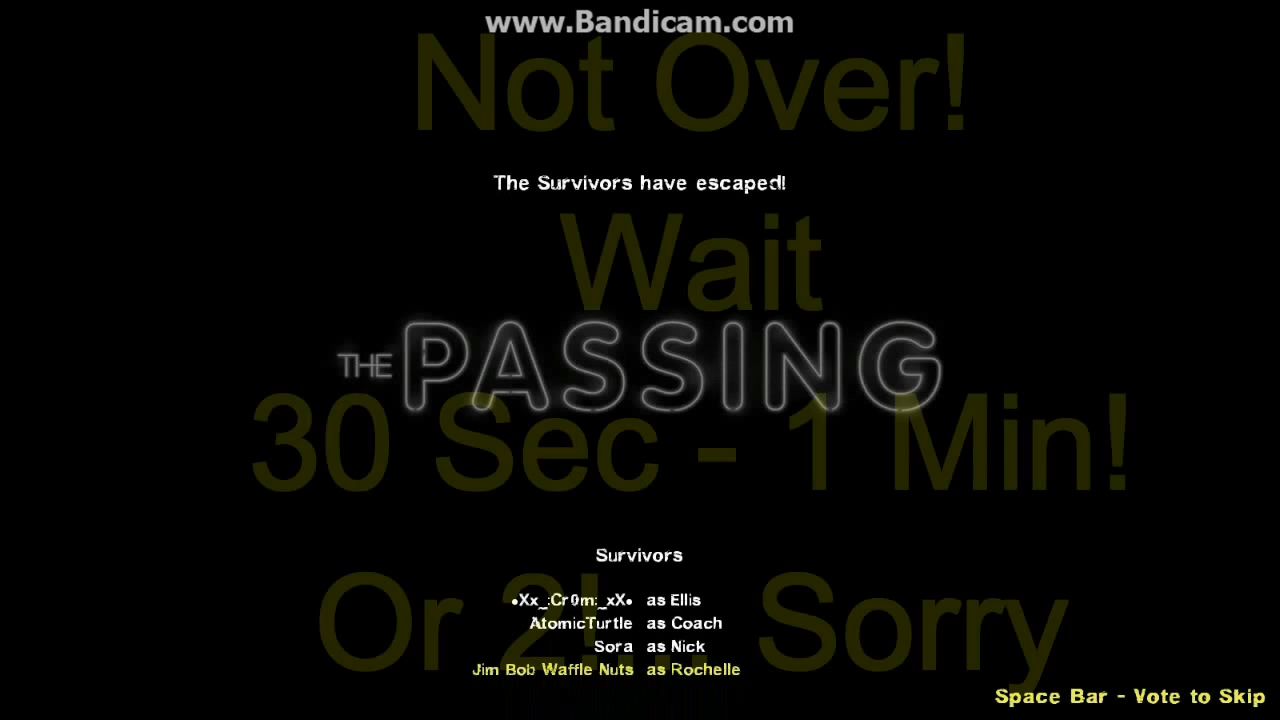 www.Bandicam.com
Not Over!
The Survivors have escaped!
Wait
THE PASSING
30 Sec - 1 Min!
Survivors
•Xx_:Cr0m:_xX• as Ellis
Or 2!... Sorry
AtomicTurtle as Coach
Sora as Nick
Jim Bob Waffle Nuts as Rochelle
Space Bar - Vote to Skip